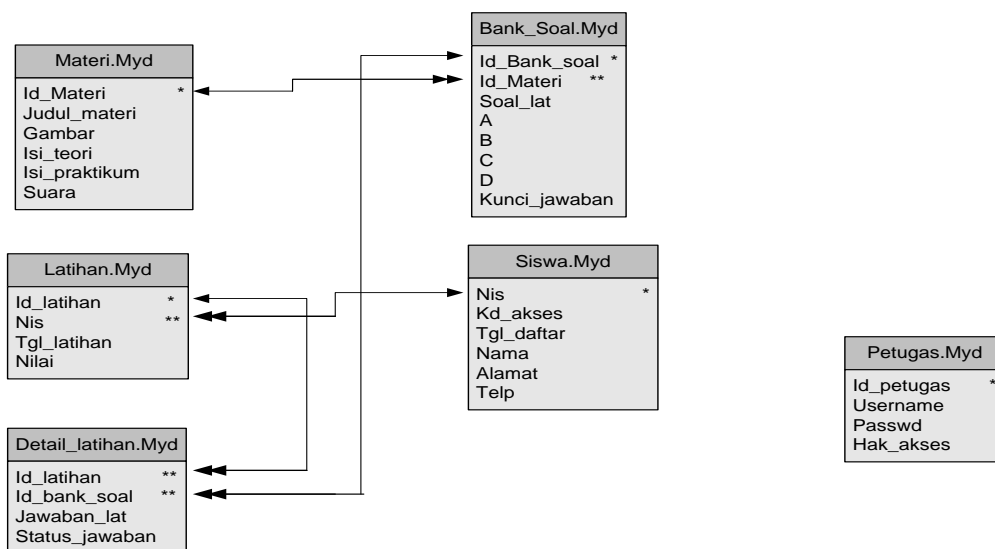 Materi.Myd
Id_Materi *
Judul_materi
Gambar
Isi_teori
Isi_praktikum
Suara
Bank_Soal.Myd
Id_Bank_soal *
Id_Materi **
Soal_lat
A
B
C
D
Kunci_jawaban
Latihan.Myd
Id_latihan *
Nis **
Tgl_latihan
Nilai
Siswa.Myd
Nis *
Kd_akses
Tgl_daftar
Nama
Alamat
Telp
Petugas.Myd
Id_petugas *
Username
Passwd
Hak_akses
Detail_latihan.Myd
Id_latihan **
Id_bank_soal **
Jawaban_lat
Status_jawaban